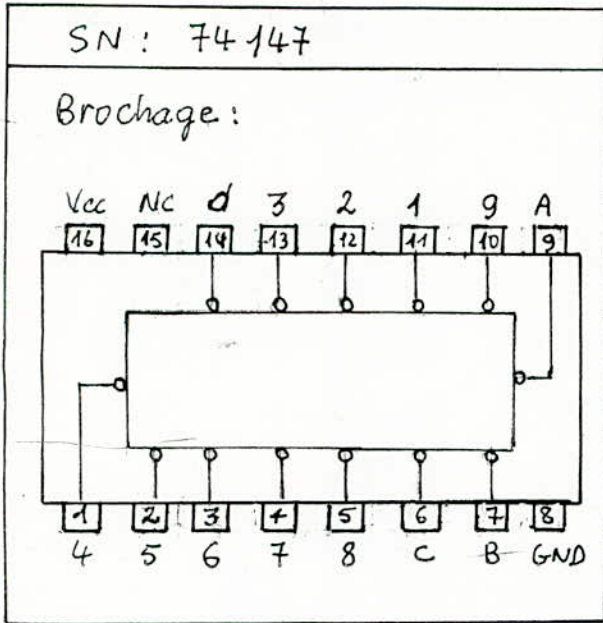 SN : 74147
Brochage :
Vcc NC d 3 2 1 9 A
16 15 14 13 12 11 10 9
1 2 3 4 5 6 7 8
4 5 6 7 8 C B GND